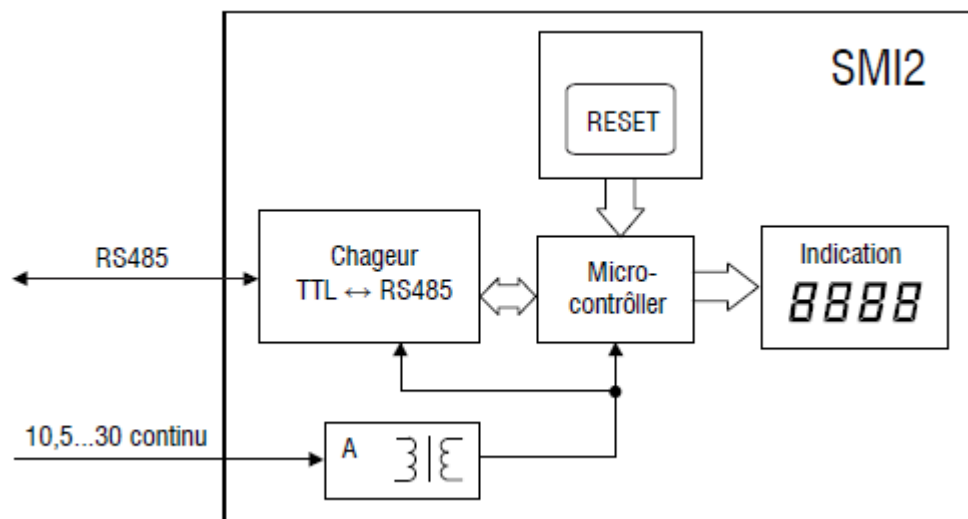 SMI2
RESET
RS485
Chageur
TTL ↔ RS485
Micro-
contrôller
Indication
8888
10,5...30 continu
A